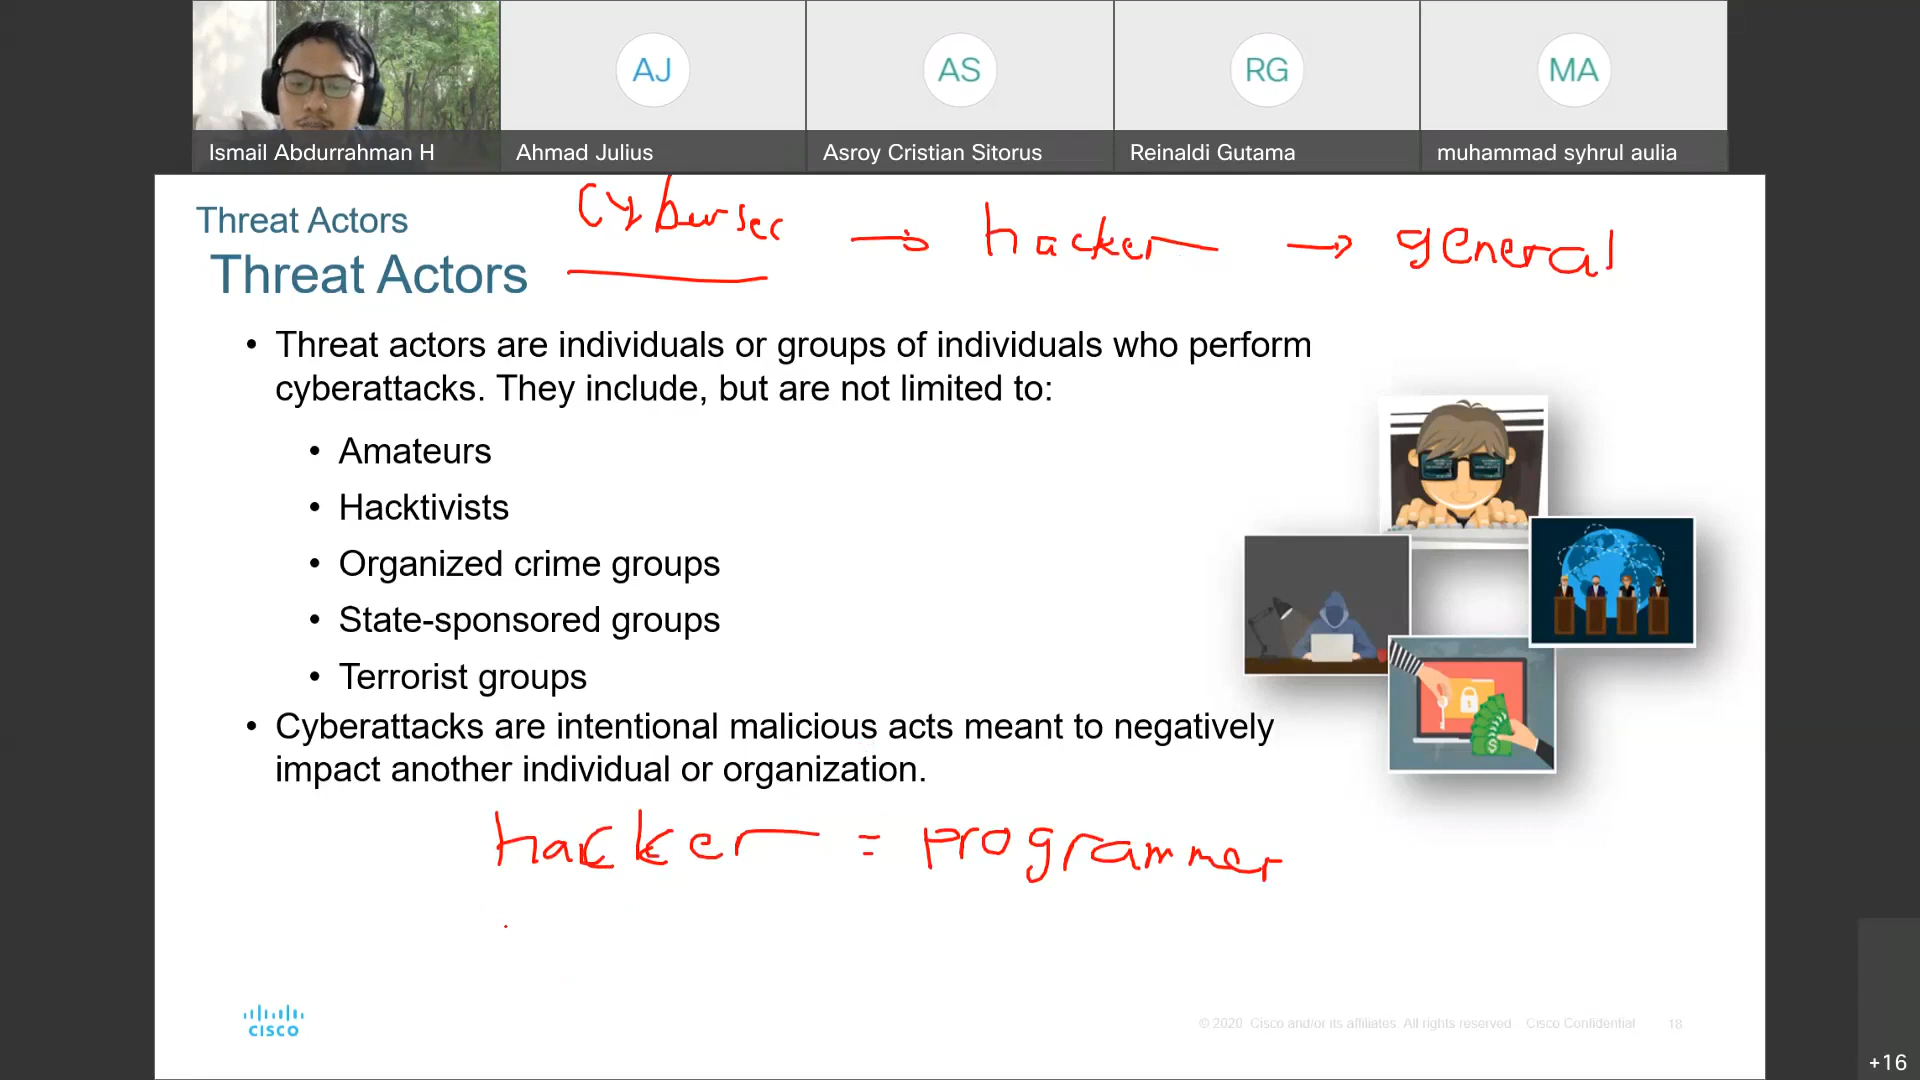 AJ
AS
RG
MA
Ismail Abdurrahman H
Ahmad Julius
Asroy Cristian Sitorus
Reinaldi Gutama
muhammad syhrul aulia
Threat Actors
Cybersec → hacker → general
Threat Actors
• Threat actors are individuals or groups of individuals who perform
cyberattacks. They include, but are not limited to:
• Amateurs
• Hacktivists
• Organized crime groups
• State-sponsored groups
• Terrorist groups
• Cyberattacks are intentional malicious acts meant to negatively
impact another individual or organization.
hacker = programmer
CISCO
© 2020 Cisco and/or its affiliates. All rights reserved. Cisco Confidential
18
+16